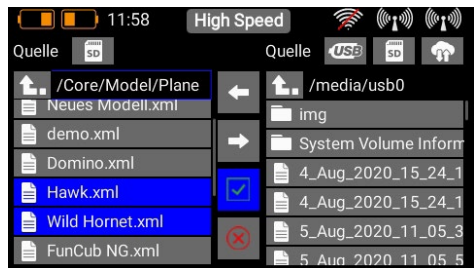 11:58
High Speed
Quelle
SD
Quelle
USB
SD
/Core/Model/Plane
/media/usb0
Neues Modell.xml
demo.xml
Domino.xml
Hawk.xml
Wild Hornet.xml
FunCub NG.xml
img
System Volume Inform
4_Aug_2020_15_24_1
4_Aug_2020_15_24_1
5_Aug_2020_11_05_3
5_Aug_2020_11_05_5